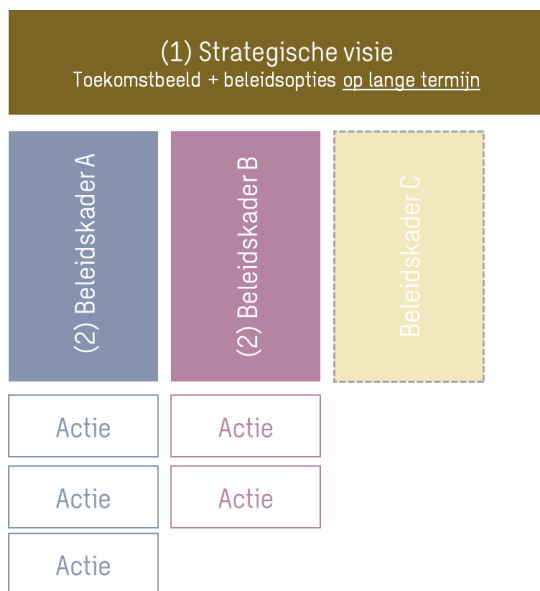 (1) Strategische visie
Toekomstbeeld + beleidsopties op lange termijn
(2) Beleidskader A
(2) Beleidskader B
Beleidskader C
Actie
Actie
Actie
Actie
Actie